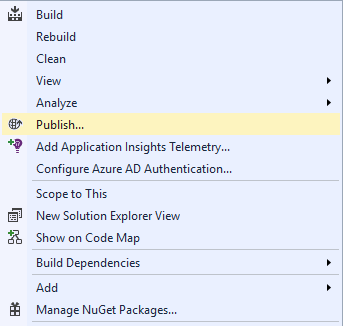 Build
Rebuild
Clean
View
Analyze
Publish...
Add Application Insights Telemetry...
Configure Azure AD Authentication...
Scope to This
New Solution Explorer View
Show on Code Map
Build Dependencies
Add
Manage NuGet Packages...